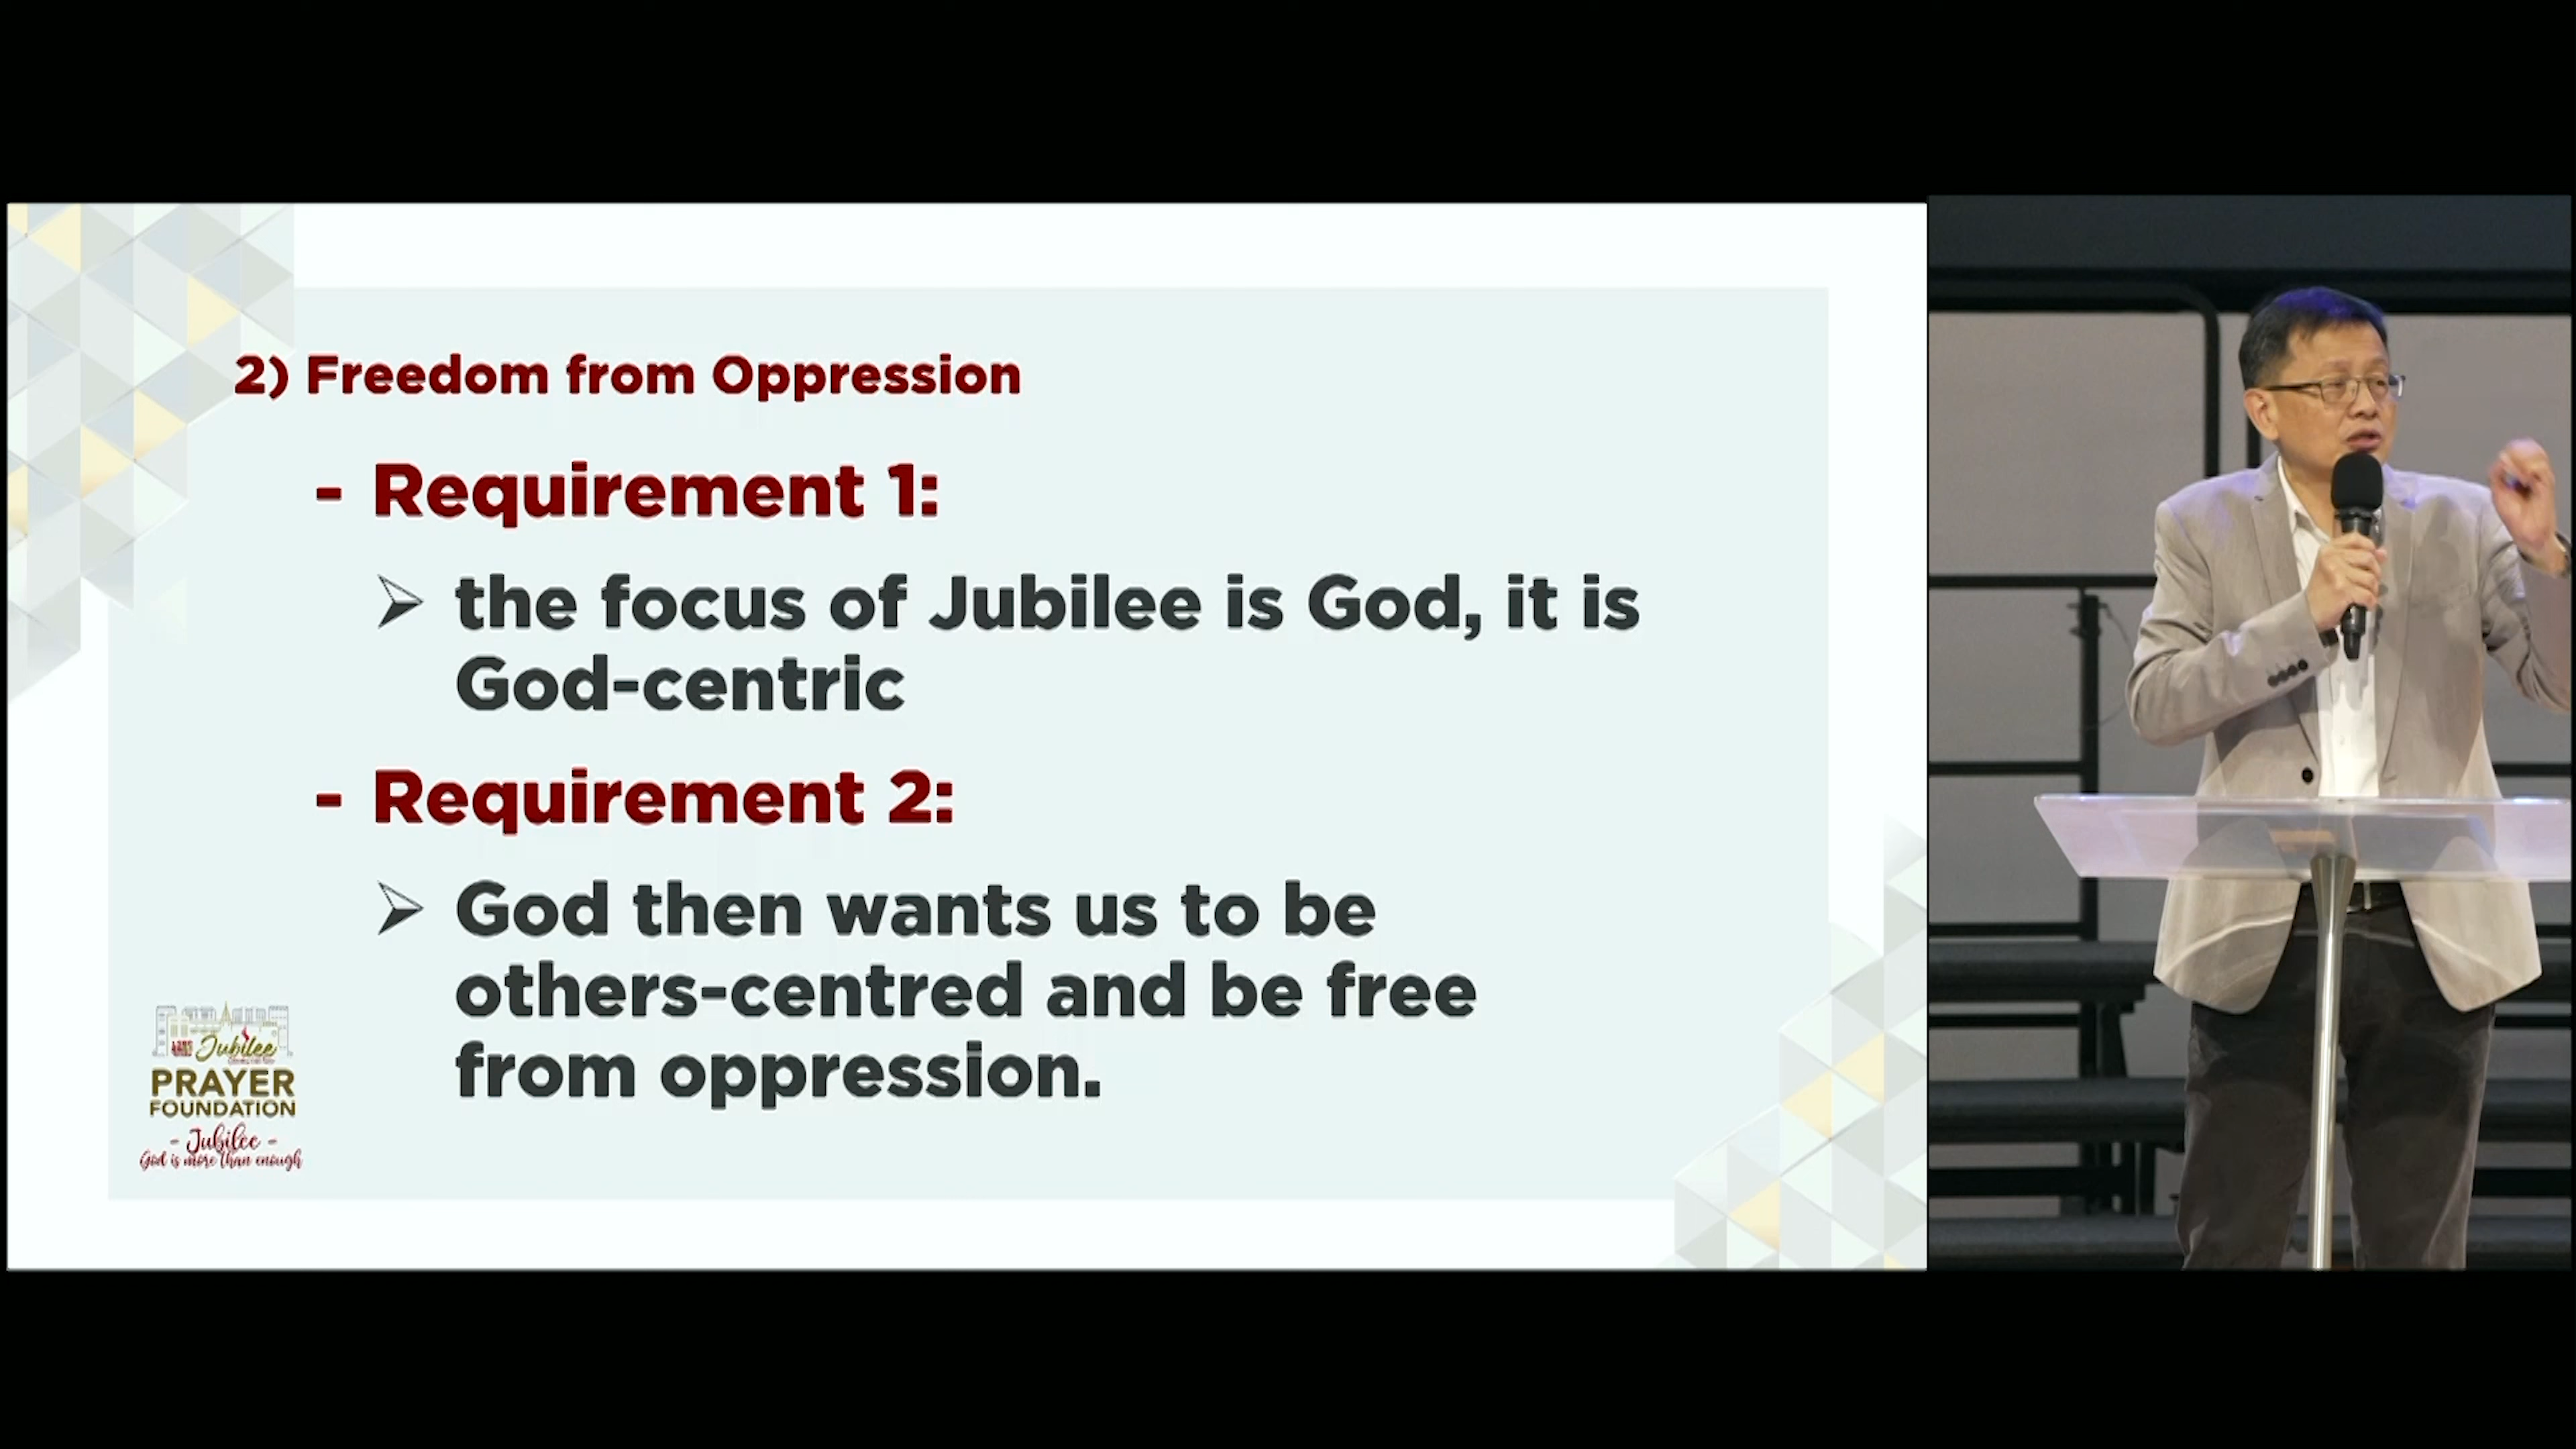 2) Freedom from Oppression
- Requirement 1:
➢ the focus of Jubilee is God, it is
God-centric
- Requirement 2:
➢ God then wants us to be
others-centred and be free
from oppression.
Jubilee
PRAYER
FOUNDATION
- Jubilee -
God is more than enough